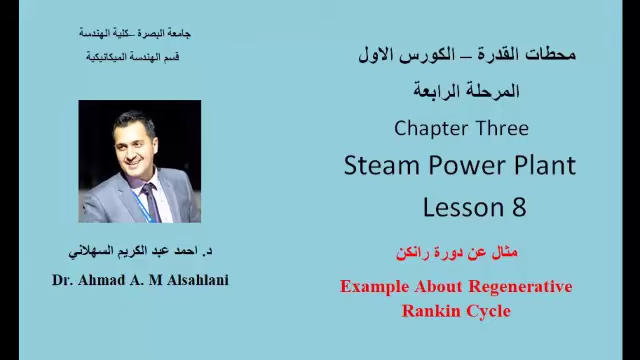 جامعة البصرة –كلية الهندسة
قسم الهندسة الميكانيكية
د. احمد عبد الكريم السهلاني
Dr. Ahmad A. M Alsahlani
محطات القدرة – الكورس الاول
المرحلة الرابعة
Chapter Three
Steam Power Plant
Lesson 8
مثال عن دورة رانكن
Example About Regenerative
Rankin Cycle